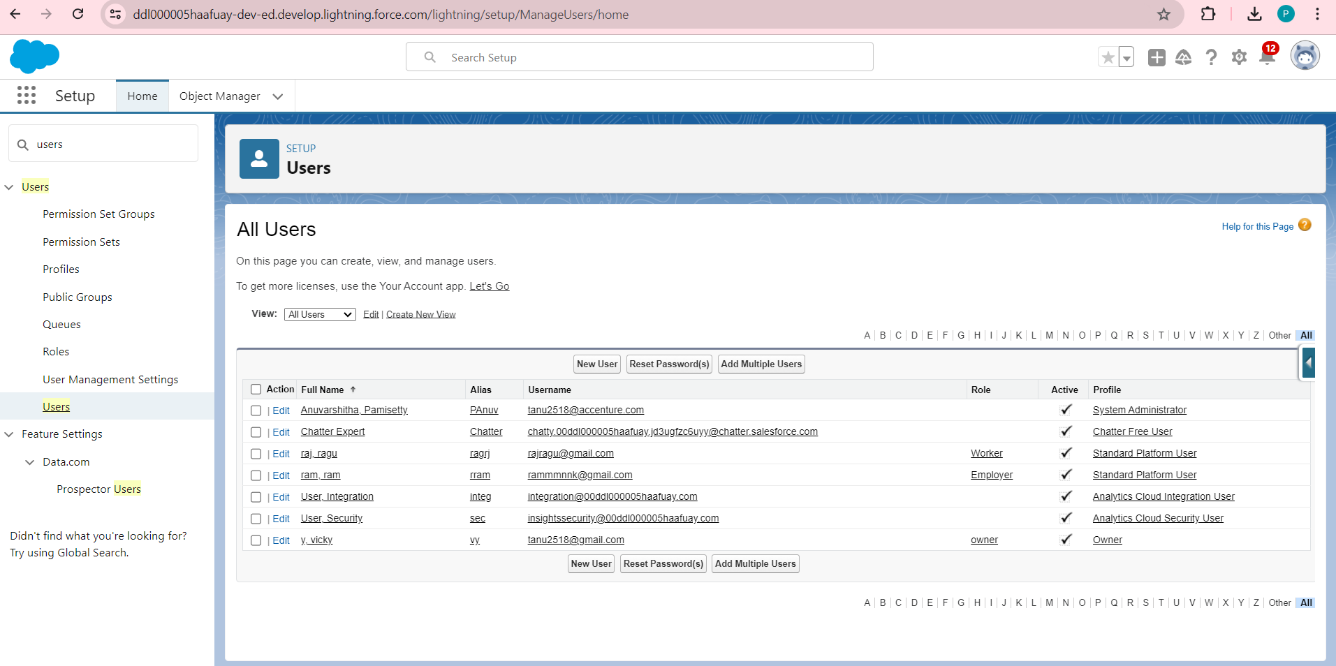 ddl000005haafuay-dev-ed.develop.lightning.force.com/lightning/setup/ManageUsers/home
P
Search Setup
12
Setup
Home
Object Manager
users
Users
Permission Set Groups
Permission Sets
Profiles
Public Groups
Queues
Roles
User Management Settings
Users
Feature Settings
Data.com
Prospector Users
Didn't find what you're looking for?
Try using Global Search.
SETUP
Users
All Users
Help for this Page ?
On this page you can create, view, and manage users.
To get more licenses, use the Your Account app. Let's Go
View: All Users Edit | Create New View
A | B | C | D | E | F | G | H | I | J | K | L | M | N | O | P | Q | R | S | T | U | V | W | X | Y | Z | Other | All
New User Reset Password(s) Add Multiple Users
Action Full Name ↑ Alias Username Role Active Profile
| Edit Anuvarshitha, Pamisetty PAnuv tanu2518@accenture.com ✓ System Administrator
| Edit Chatter Expert Chatter chatty.00ddl000005haafuay.jd3ugfzc6uyy@chatter.salesforce.com ✓ Chatter Free User
| Edit raj, ragu ragrj rajragu@gmail.com Worker ✓ Standard Platform User
| Edit ram, ram rram rammmnnk@gmail.com Employer ✓ Standard Platform User
| Edit User, Integration integ integration@00ddl000005haafuay.com ✓ Analytics Cloud Integration User
| Edit User, Security sec insightssecurity@00ddl000005haafuay.com ✓ Analytics Cloud Security User
| Edit y, vicky vy tanu2518@gmail.com owner ✓ Owner
New User Reset Password(s) Add Multiple Users
A | B | C | D | E | F | G | H | I | J | K | L | M | N | O | P | Q | R | S | T | U | V | W | X | Y | Z | Other | All